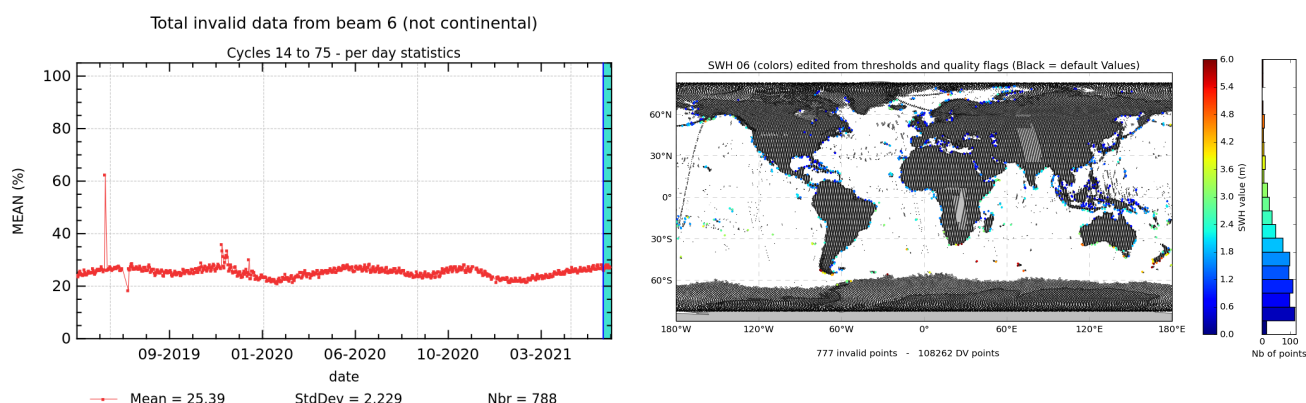 Total invalid data from beam 6 (not continental)
Cycles 14 to 75 - per day statistics
100
80
60
40
20
0
MEAN (%)
09-2019
01-2020
06-2020
10-2020
03-2021
date
Mean = 25.39 StdDev = 2.229 Nbr = 788
SWH 06 (colors) edited from thresholds and quality flags (Black = default Values)
60°N
30°N
0°
30°S
60°S
180°W
120°W
60°W
0°
60°E
120°E
180°E
777 invalid points - 108262 DV points
6.0
5.4
4.8
4.2
3.6
3.0
2.4
1.8
1.2
0.6
0.0
SWH value (m)
0
100
Nb of points